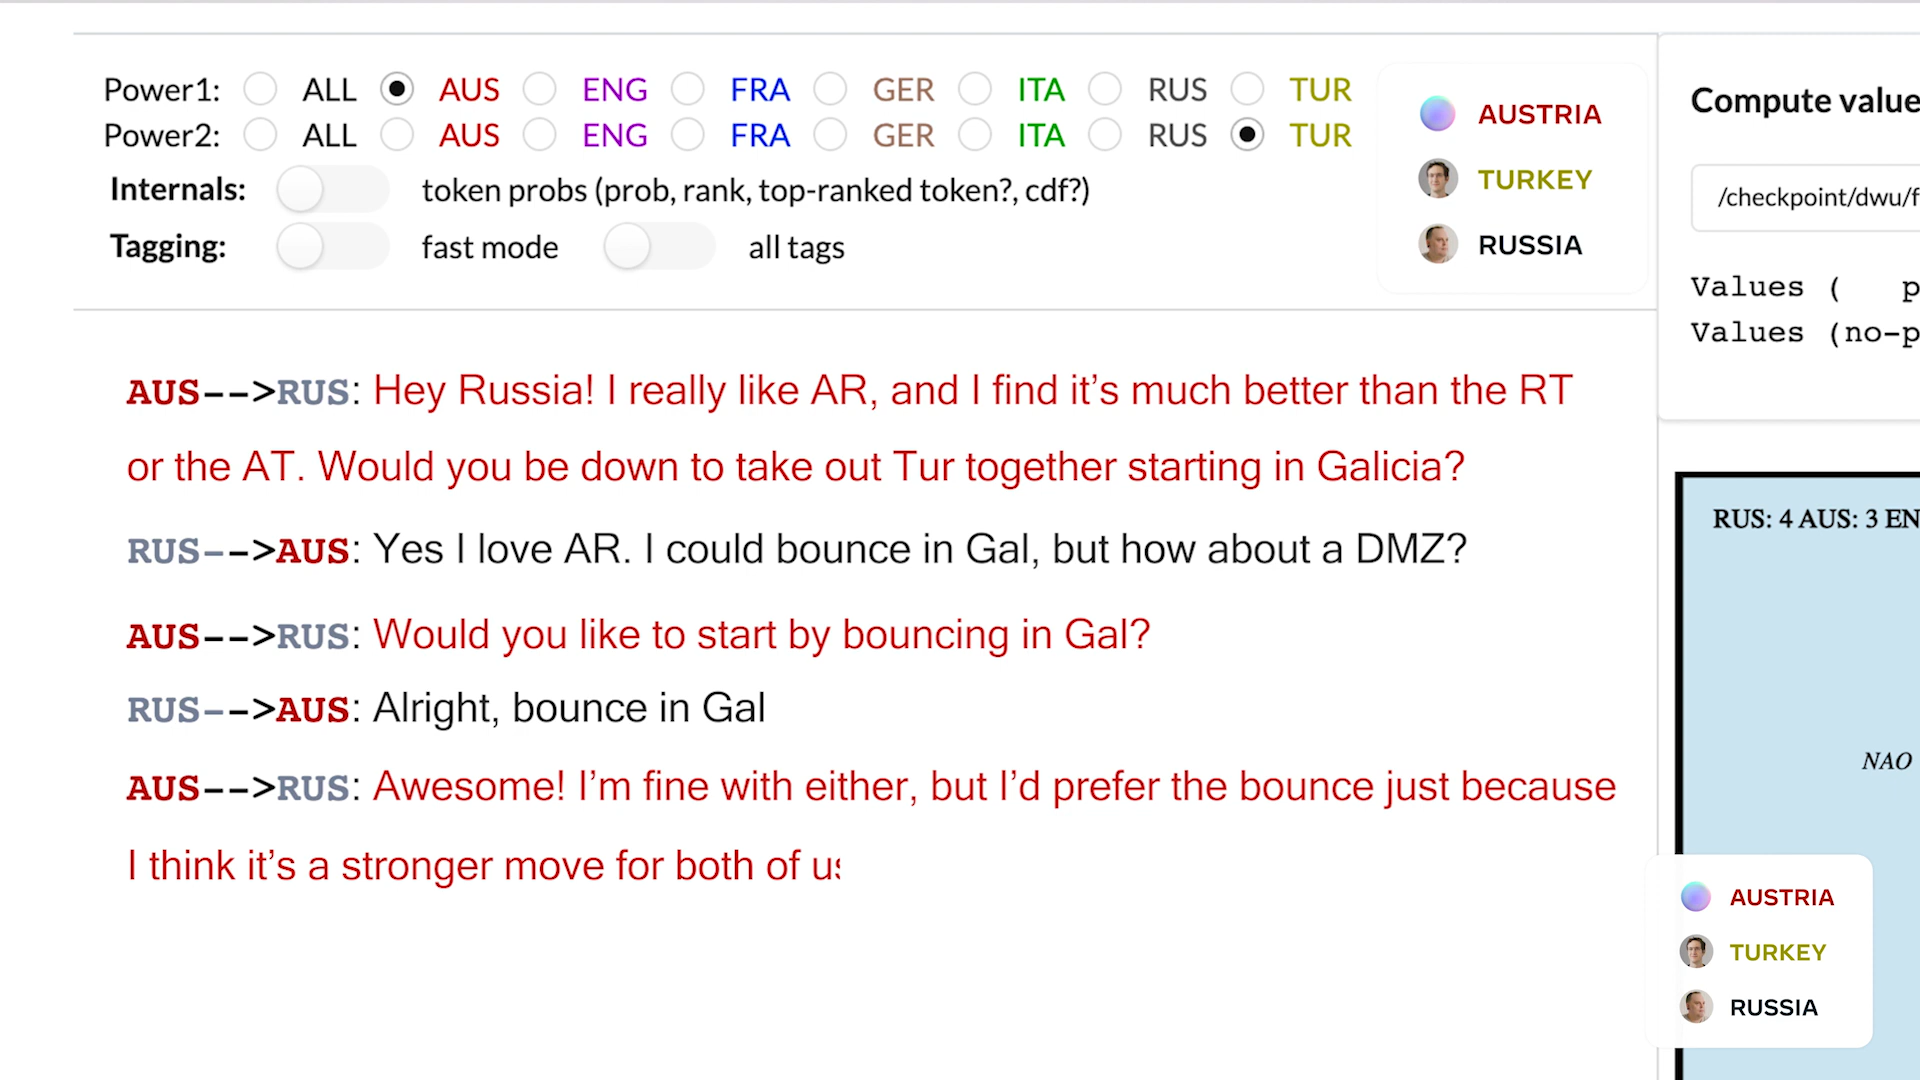 Power1: ALL AUS ENG FRA GER ITA RUS TUR
Power2: ALL AUS ENG FRA GER ITA RUS TUR
Internals: token probs (prob, rank, top-ranked token?, cdf?)
Tagging: fast mode all tags
AUSTRIA
TURKEY
RUSSIA
Compute value
/checkpoint/dwu/f
Values ( p
Values (no-p
AUS-->RUS: Hey Russia! I really like AR, and I find it’s much better than the RT
or the AT. Would you be down to take out Tur together starting in Galicia?
RUS-->AUS: Yes I love AR. I could bounce in Gal, but how about a DMZ?
AUS-->RUS: Would you like to start by bouncing in Gal?
RUS-->AUS: Alright, bounce in Gal
AUS-->RUS: Awesome! I’m fine with either, but I’d prefer the bounce just because
I think it’s a stronger move for both of us
RUS: 4 AUS: 3 EN
NAO
AUSTRIA
TURKEY
RUSSIA